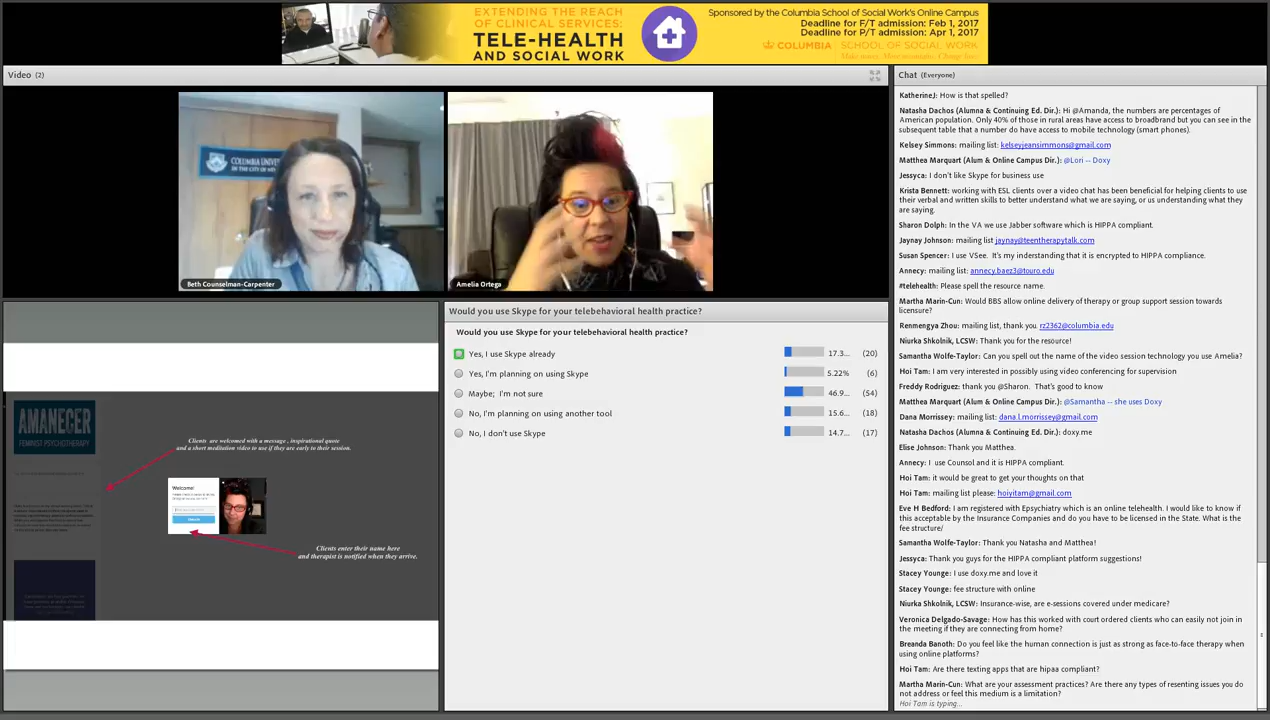 EXTENDING THE REACH
OF CLINICAL SERVICES:
TELE-HEALTH
AND SOCIAL WORK
Sponsored by the Columbia School of Social Work's Online Campus
Deadline for F/T admission: Feb 1, 2017
Deadline for P/T admission: Apr 1, 2017
COLUMBIA | SCHOOL OF SOCIAL WORK
Video (2)
COLUMBIA UNIVER
IN THE CITY OF NEW YO
Beth Counselman-Carpenter
Amelia Ortega
AMANECER
FEMINIST PSYCHOTHERAPY
Clients are welcomed with a message , inspirational quote
and a short meditation video to use if they are early to their session.
Welcome!
Clients enter their name here
and therapist is notified when they arrive.
Would you use Skype for your telebehavioral health practice?
Would you use Skype for your telebehavioral health practice?
Yes, I use Skype already 17.3... (20)
Yes, I'm planning on using Skype 5.22% (6)
Maybe; I'm not sure 46.9... (54)
No, I'm planning on using another tool 15.6... (18)
No, I don't use Skype 14.7... (17)
Chat (Everyone)
KatherineJ: How is that spelled?
Natasha Dachos (Alumna & Continuing Ed. Dir.): Hi @Amanda, the numbers are percentages of
American population. Only 40% of those in rural areas have access to broadbrand but you can see in the
subsequent table that a number do have access to mobile technology (smart phones).
Kelsey Simmons: mailing list: kelseyjeansimmons@gmail.com
Matthea Marquart (Alum & Online Campus Dir.): @Lori -- Doxy
Jessyca: I don't like Skype for business use
Krista Bennett: working with ESL clients over a video chat has been beneficial for helping clients to use
their verbal and written skills to better understand what we are saying, or us understanding what they
are saying.
Sharon Dolph: In the VA we use Jabber software which is HIPPA compliant.
Jaynay Johnson: mailing list jaynay@teentherapytalk.com
Susan Spencer: I use VSee. It's my inderstanding that it is encrypted to HIPPA compliance.
Annecy: mailing list: annecy.baez3@touro.edu
#telehealth: Please spell the resource name.
Martha Marin-Cun: Would BBS allow online delivery of therapy or group support session towards
licensure?
Renmengya Zhou: mailing list, thank you. rz2362@columbia.edu
Niurka Shkolnik, LCSW: Thank you for the resource!
Samantha Wolfe-Taylor: Can you spell out the name of the video session technology you use Amelia?
Hoi Tam: I am very interested in possibly using video conferencing for supervision
Freddy Rodriguez: thank you @Sharon. That's good to know
Matthea Marquart (Alum & Online Campus Dir.): @Samantha -- she uses Doxy
Dana Morrissey: mailing list: dana.l.morrissey@gmail.com
Natasha Dachos (Alumna & Continuing Ed. Dir.): doxy.me
Elise Johnson: Thank you Matthea.
Annecy: I use Counsol and it is HIPPA compliant.
Hoi Tam: it would be great to get your thoughts on that
Hoi Tam: mailing list please: hoiyitam@gmail.com
Eve H Bedford: I am registered with Epsychiatry which is an online telehealth. I would like to know if
this acceptable by the Insurance Companies and do you have to be licensed in the State. What is the
fee structure/
Samantha Wolfe-Taylor: Thank you Natasha and Matthea!
Jessyca: Thank you guys for the HIPPA compliant platform suggestions!
Stacey Younge: I use doxy.me and love it
Stacey Younge: fee structure with online
Niurka Shkolnik, LCSW: Insurance-wise, are e-sessions covered under medicare?
Veronica Delgado-Savage: How has this worked with court ordered clients who can easily not join in
the meeting if they are connecting from home?
Breanda Banoth: Do you feel like the human connection is just as strong as face-to-face therapy when
using online platforms?
Hoi Tam: Are there texting apps that are hipaa compliant?
Martha Marin-Cun: What are your assessment practices? Are there any types of resenting issues you do
not address or feel this medium is a limitation?
Hoi Tam is typing...